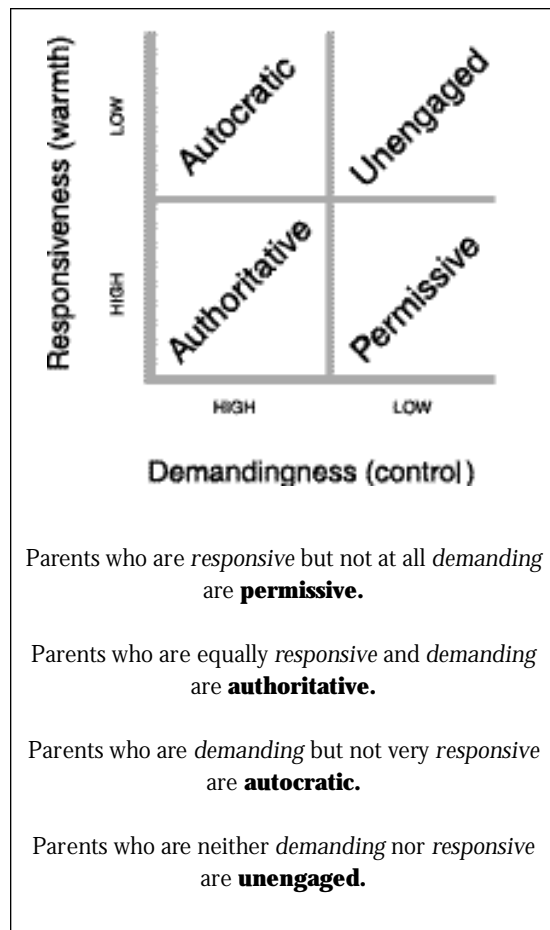 Responsiveness (warmth)
LOW
HIGH
Autocratic
Unengaged
Authoritative
Permissive
HIGH
LOW
Demandingness (control)
Parents who are responsive but not at all demanding
are permissive.
Parents who are equally responsive and demanding
are authoritative.
Parents who are demanding but not very responsive
are autocratic.
Parents who are neither demanding nor responsive
are unengaged.